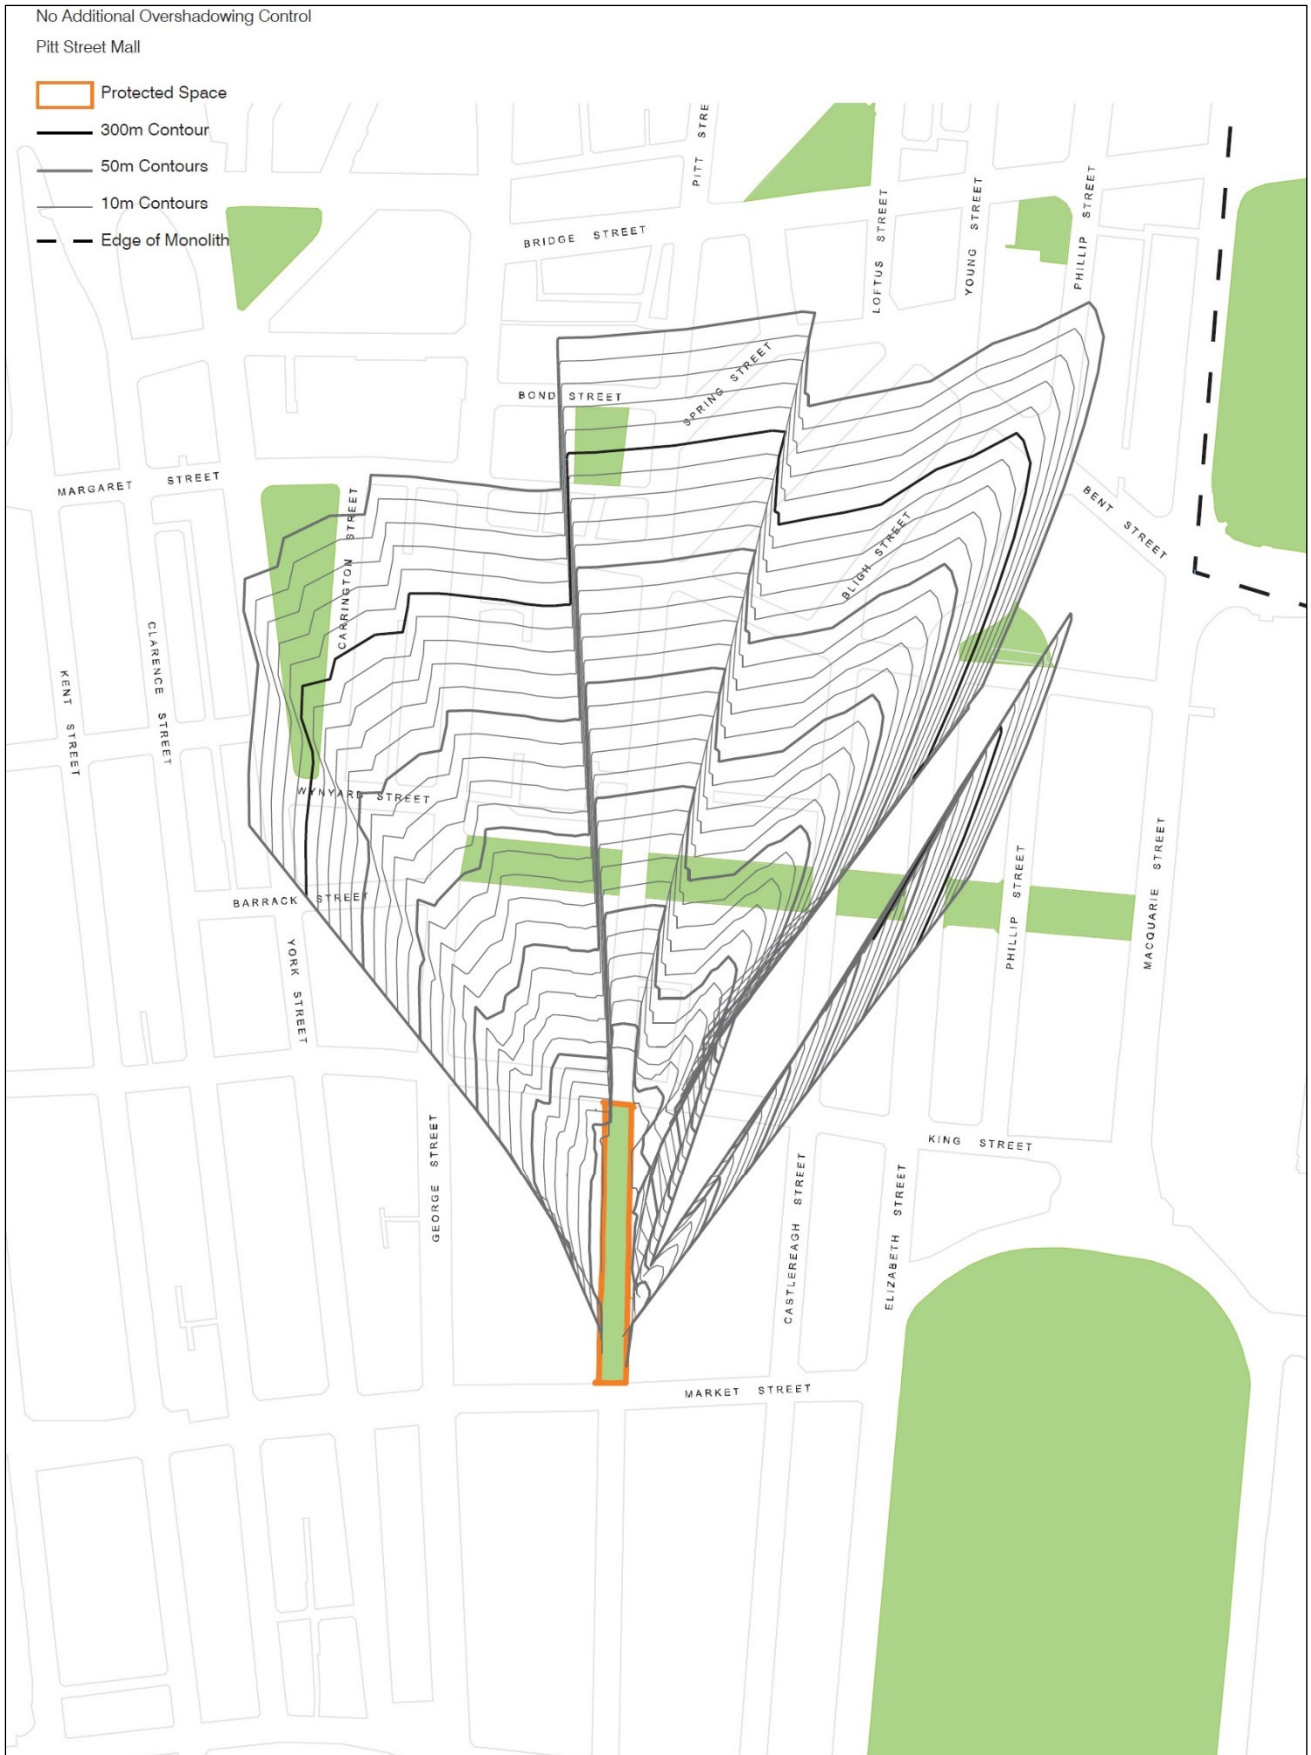 No Additional Overshadowing Control
Pitt Street Mall
Protected Space
300m Contour
50m Contours
10m Contours
Edge of Monolith
PITT STRE
BRIDGE STREET
LOFTUS STREET
YOUNG STREET
PHILLIP STREET
SPRING STREET
BOND STREET
MARGARET STREET
CARRINGTON STREET
BLIGH STREET
BENT STREET
KENT STREET
CLARENCE STREET
WYNYARD STREET
BARRACK STREET
YORK STREET
PHILLIP STREET
MACQUARIE STREET
GEORGE STREET
KING STREET
CASTLEREAGH STREET
ELIZABETH STREET
MARKET STREET